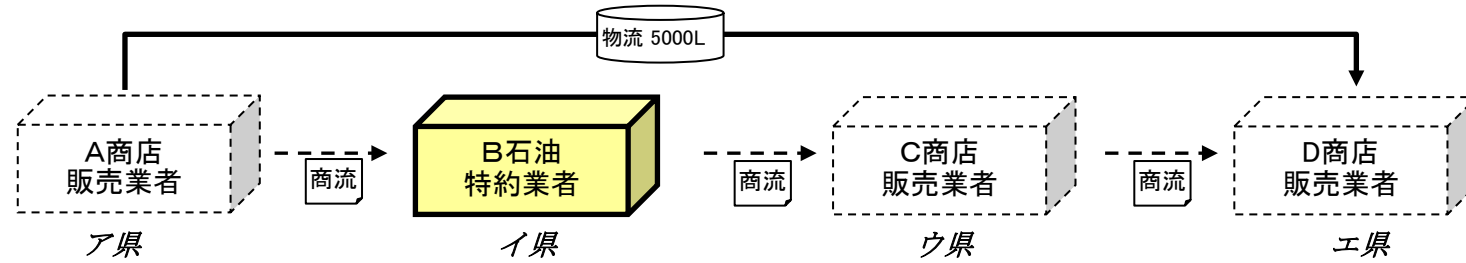 物流 5000L
A商店
販売業者
商流
B石油
特約業者
商流
C商店
販売業者
商流
D商店
販売業者
ア県
イ県
ウ県
エ県